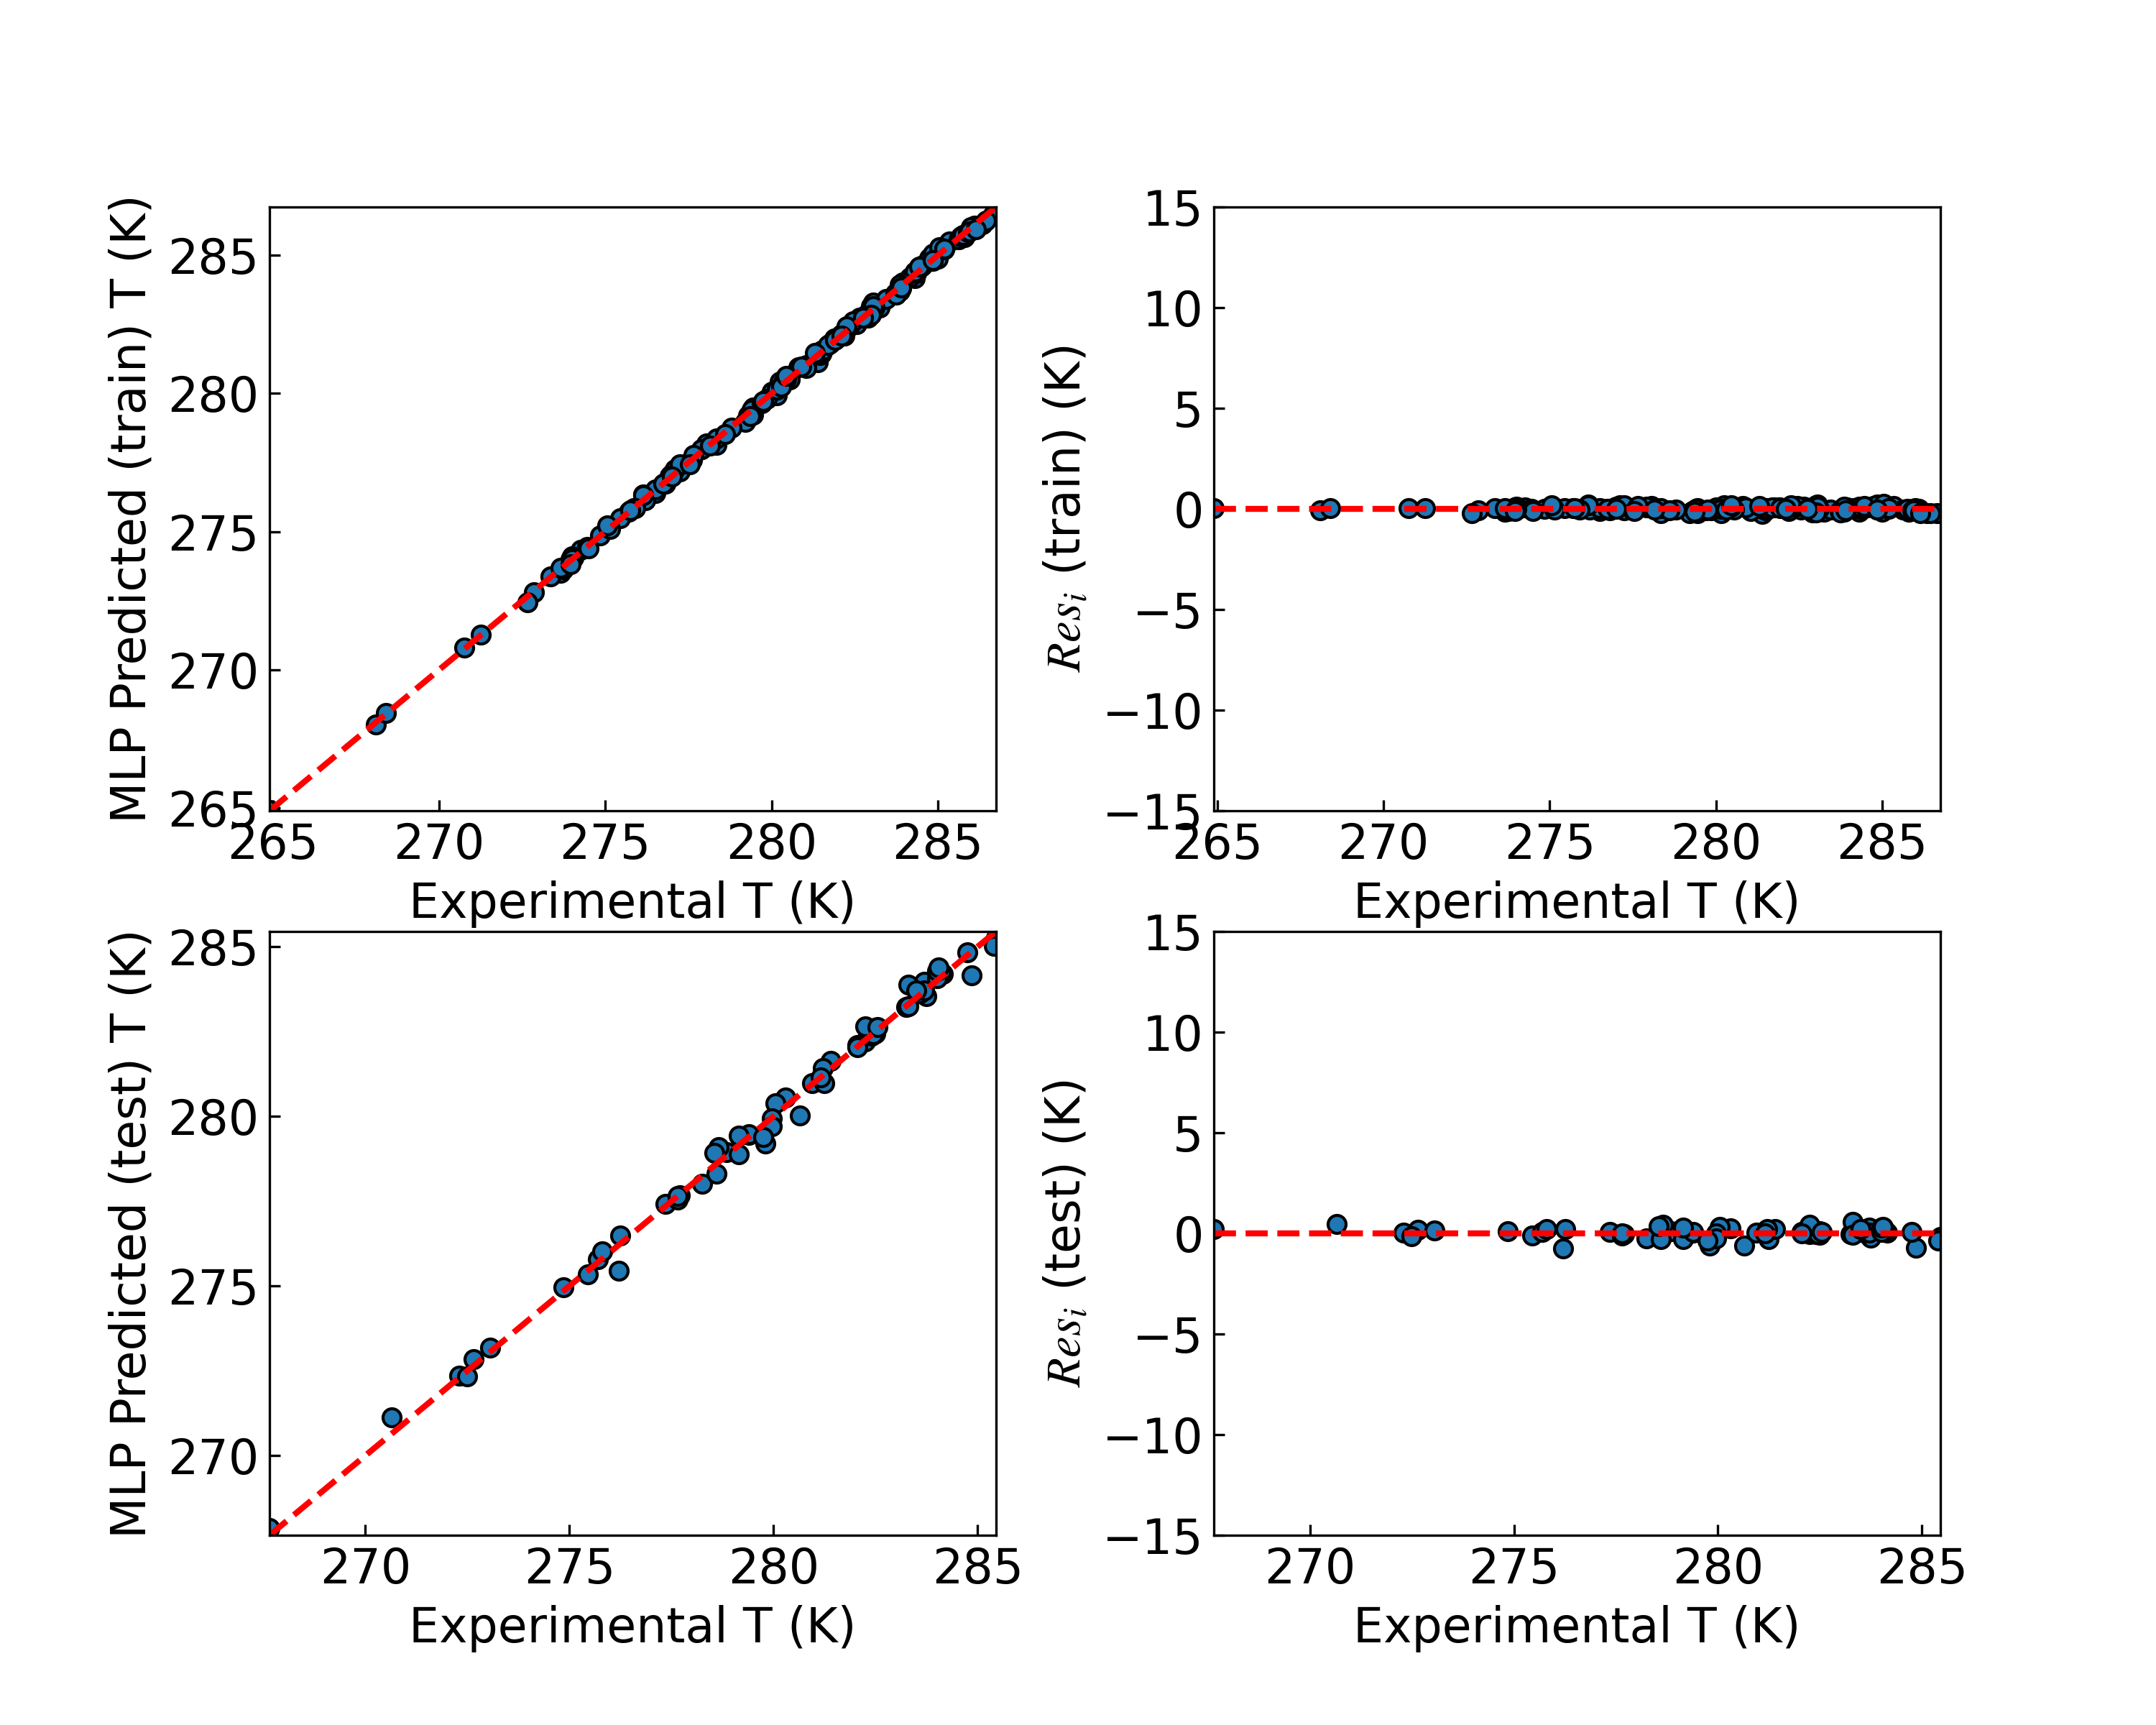 MLP Predicted (train) T (K)
285
280
275
270
265
265 270 275 280 285
Experimental T (K)
Res_i (train) (K)
15
10
5
0
−5
−10
−15
265 270 275 280 285
Experimental T (K)
MLP Predicted (test) T (K)
285
280
275
270
270 275 280 285
Experimental T (K)
Res_i (test) (K)
15
10
5
0
−5
−10
−15
270 275 280 285
Experimental T (K)